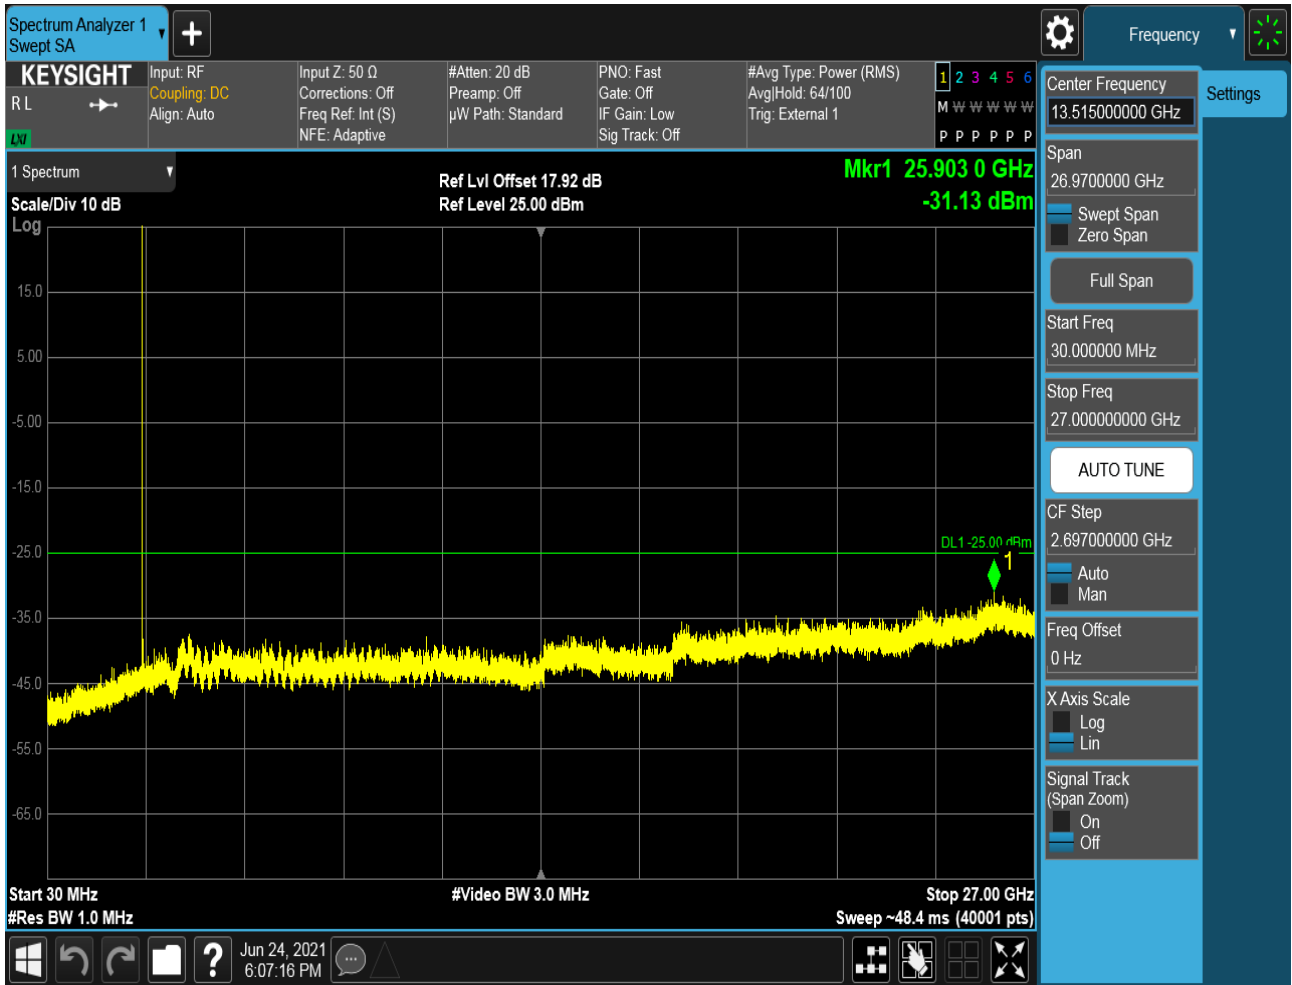 Spectrum Analyzer 1
Swept SA
Frequency
KEYSIGHT
R L
LXI
Input: RF
Coupling: DC
Align: Auto
Input Z: 50 Ω
Corrections: Off
Freq Ref: Int (S)
NFE: Adaptive
#Atten: 20 dB
Preamp: Off
µW Path: Standard
PNO: Fast
Gate: Off
IF Gain: Low
Sig Track: Off
#Avg Type: Power (RMS)
Avg|Hold: 64/100
Trig: External 1
1 2 3 4 5 6
M W W W W W
P P P P P P
1 Spectrum
Scale/Div 10 dB
Log
Ref Lvl Offset 17.92 dB
Ref Level 25.00 dBm
Mkr1 25.903 0 GHz
-31.13 dBm
15.0
5.00
-5.00
-15.0
-25.0
-35.0
-45.0
-55.0
-65.0
DL1 -25.00 dBm
1
Start 30 MHz
#Res BW 1.0 MHz
#Video BW 3.0 MHz
Stop 27.00 GHz
Sweep ~48.4 ms (40001 pts)
Center Frequency
13.515000000 GHz
Settings
Span
26.9700000 GHz
Swept Span
Zero Span
Full Span
Start Freq
30.000000 MHz
Stop Freq
27.000000000 GHz
AUTO TUNE
CF Step
2.697000000 GHz
Auto
Man
Freq Offset
0 Hz
X Axis Scale
Log
Lin
Signal Track
(Span Zoom)
On
Off
?
Jun 24, 2021
6:07:16 PM